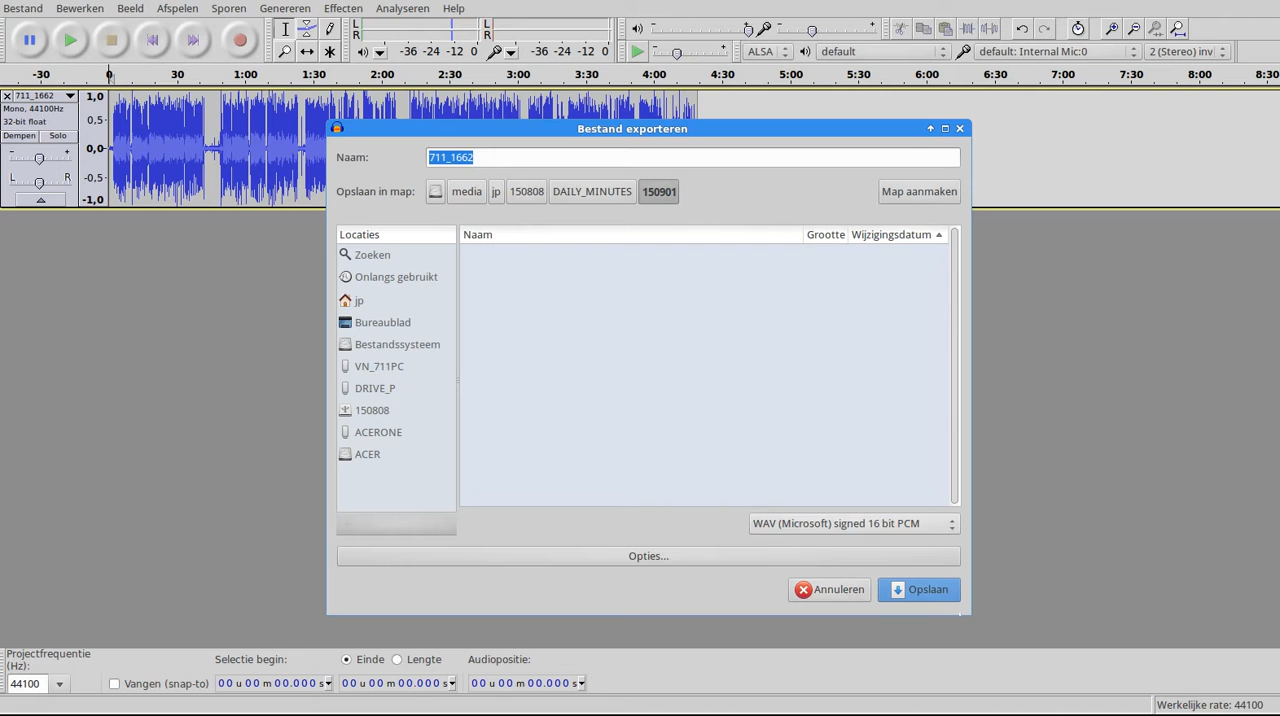 Bestand Bewerken Beeld Afspelen Sporen Genereren Effecten Analyseren Help
L
R
-36 -24 -12 0
L
R
-36 -24 -12 0
ALSA default default: Internal Mic:0 2 (Stereo) inv
-30 0 30 1:00 1:30 2:00 2:30 3:00 3:30 4:00 4:30 5:00 5:30 6:00 6:30 7:00 7:30 8:00 8:30
711_1662
Mono, 44100Hz
32-bit float
Dempen Solo
- +
L R
1,0
0,5-
0,0-
-0,5-
-1,0
Bestand exporteren
Naam: 711_1662
Opslaan in map: media jp 150808 DAILY_MINUTES 150901 Map aanmaken
Locaties Naam Grootte Wijzigingsdatum
Zoeken
Onlangs gebruikt
jp
Bureaublad
Bestandssysteem
VN_711PC
DRIVE_P
150808
ACERONE
ACER
WAV (Microsoft) signed 16 bit PCM
Opties...
Annuleren Opslaan
Projectfrequentie
(Hz):
Selectie begin: Einde Lengte Audiopositie:
44100 Vangen (snap-to) 00 u 00 m 00.000 s 00 u 00 m 00.000 s 00 u 00 m 00.000 s
Werkelijke rate: 44100